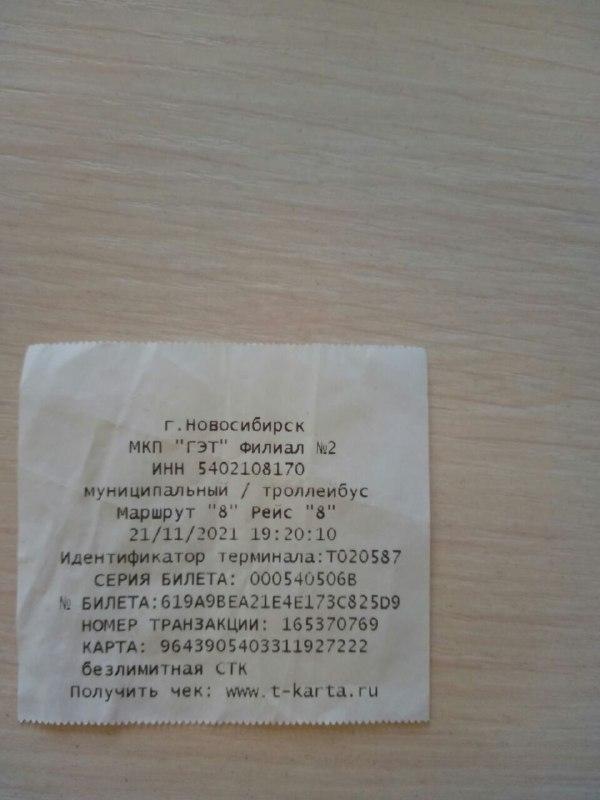 г.Новосибирск
МКП "ГЭТ" Филиал №2
ИНН 5402108170
муниципальный / троллеибус
Маршрут "8" Рейс "8"
21/11/2021 19:20:10
Идентификатор терминала:T020587
СЕРИЯ БИЛЕТА: 000540506B
№ БИЛЕТА:619A9BEA21E4E173C825D9
НОМЕР ТРАНЗАКЦИИ: 165370769
КАРТА: 9643905403311927222
безлимитная СТК
Получить чек: www.t-karta.ru